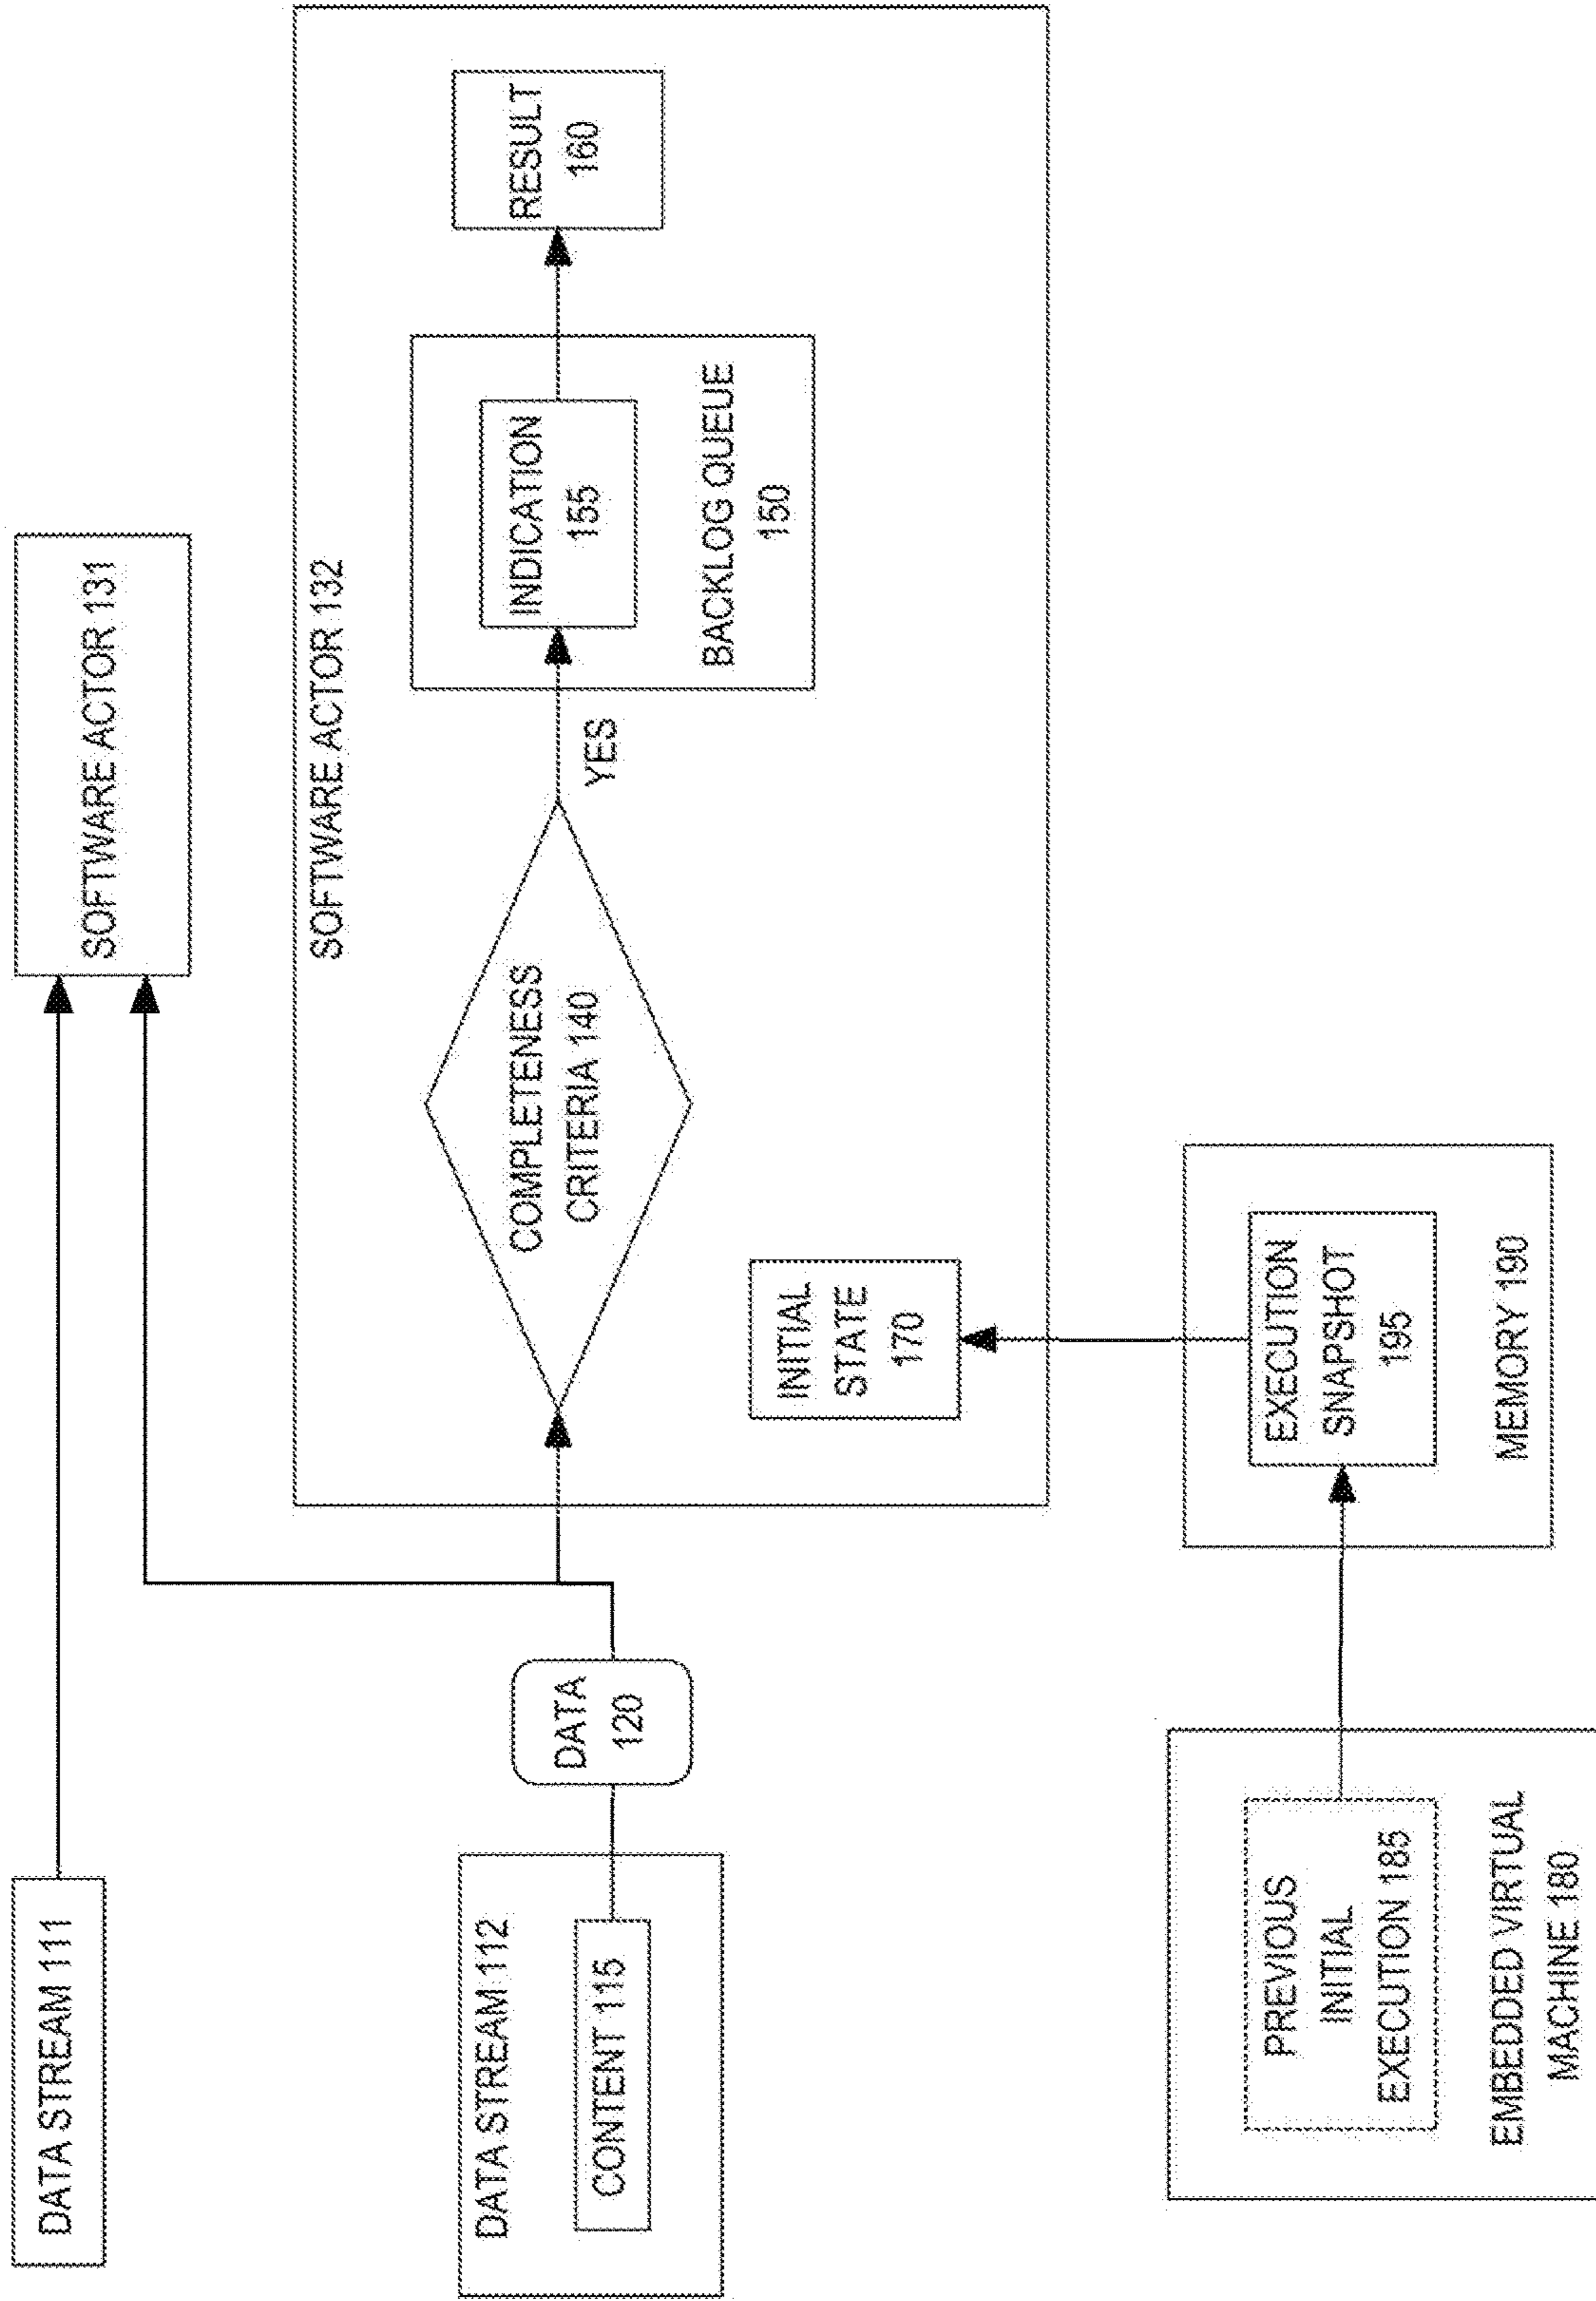 DATA STREAM 111
SOFTWARE ACTOR 131
SOFTWARE ACTOR 132
DATA STREAM 112
CONTENT 115
DATA
120
COMPLETENESS
CRITERIA 140
YES
INDICATION
155
BACKLOG QUEUE
150
RESULT
160
INITIAL
STATE
170
PREVIOUS
INITIAL
EXECUTION 185
EMBEDDED VIRTUAL
MACHINE 180
EXECUTION
SNAPSHOT
195
MEMORY 190